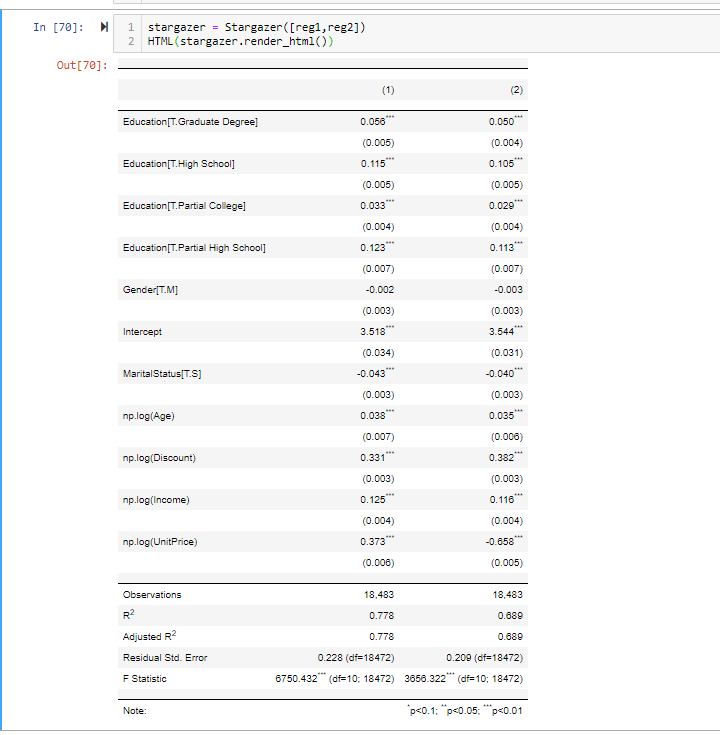 In [70]:
1 stargazer = Stargazer([reg1,reg2])
2 HTML(stargazer.render_html())
Out[70]:
(1) (2)
Education[T.Graduate Degree] 0.056*** 0.050***
(0.005) (0.004)
Education[T.High School] 0.115*** 0.105***
(0.005) (0.005)
Education[T.Partial College] 0.033*** 0.029***
(0.004) (0.004)
Education[T.Partial High School] 0.123*** 0.113***
(0.007) (0.007)
Gender[T.M] -0.002 -0.003
(0.003) (0.003)
Intercept 3.518*** 3.544***
(0.034) (0.031)
MaritalStatus[T.S] -0.043*** -0.040***
(0.003) (0.003)
np.log(Age) 0.038*** 0.035***
(0.007) (0.006)
np.log(Discount) 0.331*** 0.382***
(0.003) (0.003)
np.log(Income) 0.125*** 0.116***
(0.004) (0.004)
np.log(UnitPrice) 0.373*** -0.658***
(0.006) (0.005)
Observations 18,483 18,483
R2 0.778 0.689
Adjusted R2 0.778 0.689
Residual Std. Error 0.228 (df=18472) 0.209 (df=18472)
F Statistic 6750.432*** (df=10; 18472) 3656.322*** (df=10; 18472)
Note: *p<0.1; **p<0.05; ***p<0.01